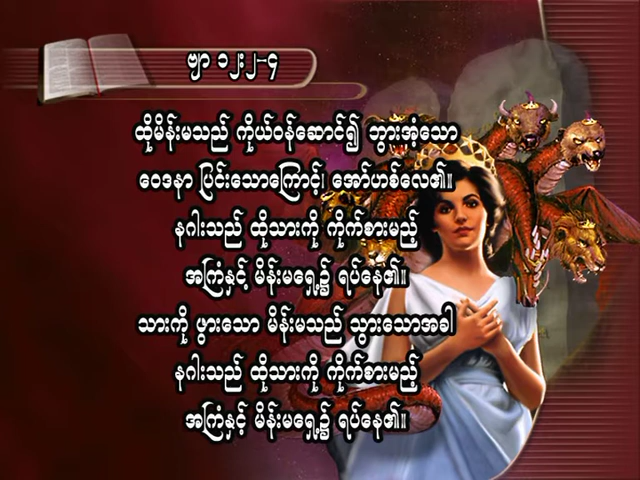 ဗျာ ၁၂း၂-၄
ထိုမိန်းမသည် ကိုယ်ဝန်ဆောင်၍ ဘွားအံ့သော
ဝေဒနာ ပြင်းသောကြောင့်၊ အော်ဟစ်လေ၏။
နဂါးသည် ထိုသားကို ကိုက်စားမည့်
အကြံနှင့် မိန်းမရှေ့၌ ရပ်နေ၏။
သားကို ဖွားသော မိန်းမသည် သွားသောအခါ
နဂါးသည် ထိုသားကို ကိုက်စားမည့်
အကြံနှင့် မိန်းမရှေ့၌ ရပ်နေ၏။